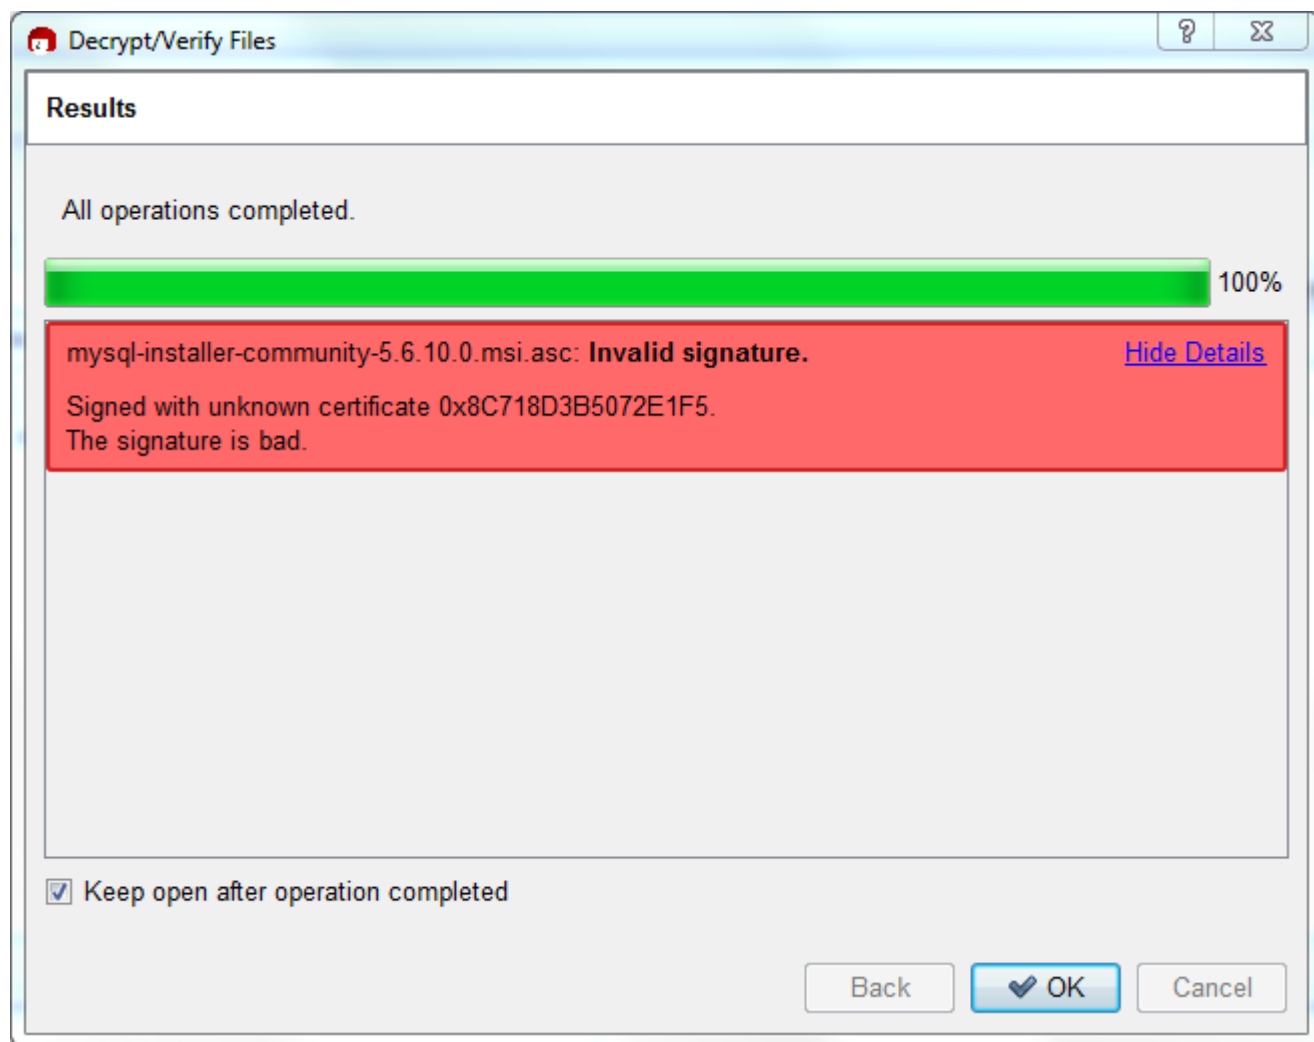 Decrypt/Verify Files
Results
All operations completed.
100%
mysql-installer-community-5.6.10.0.msi.asc: Invalid signature. Hide Details
Signed with unknown certificate 0x8C718D3B5072E1F5.
The signature is bad.
Keep open after operation completed
Back OK Cancel